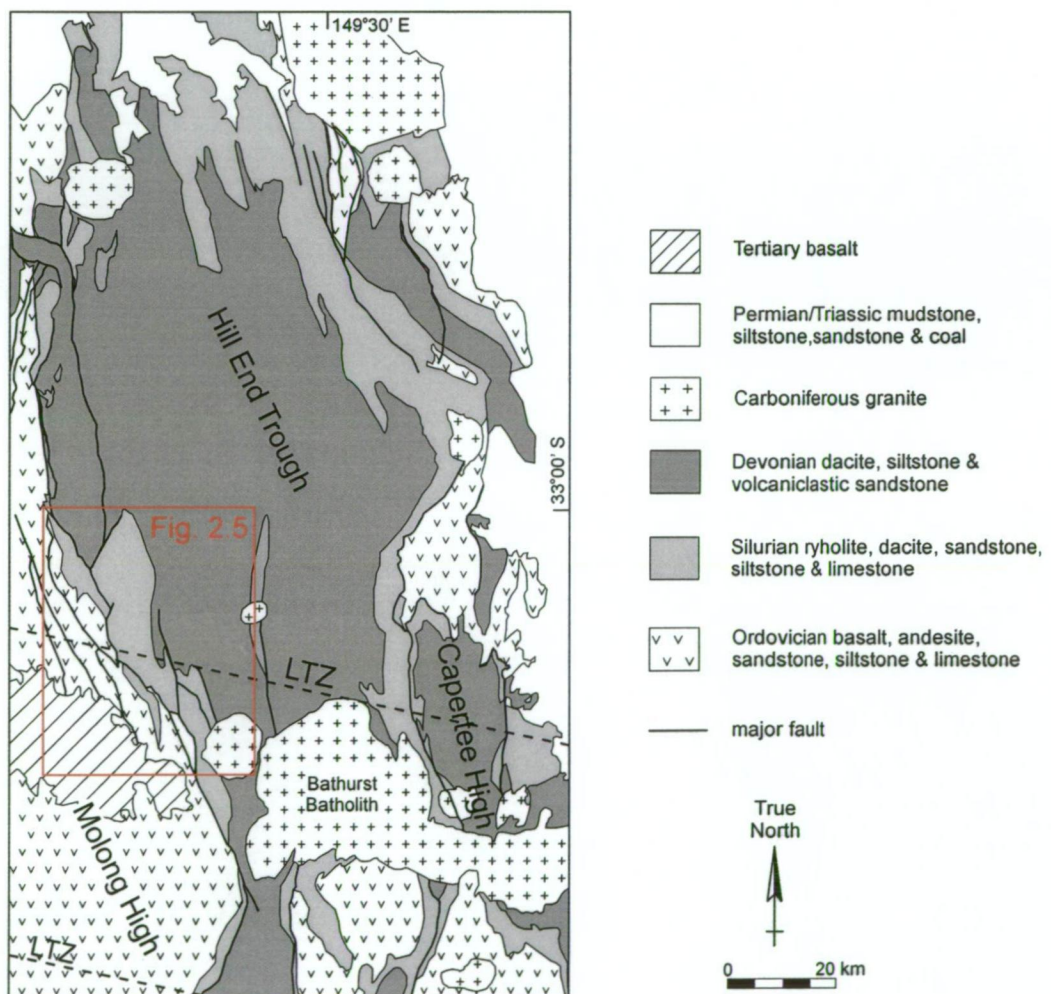 149°30' E
Hill End Trough
33°00' S
Fig. 2 5
LTZ
Capertee High
Bathurst
Batholith
Molong High
LTZ
Tertiary basalt
Permian/Triassic mudstone,
siltstone,sandstone & coal
Carboniferous granite
Devonian dacite, siltstone &
volcaniclastic sandstone
Silurian ryholite, dacite, sandstone,
siltstone & limestone
Ordovician basalt, andesite,
sandstone, siltstone & limestone
major fault
True
North
0 20 km